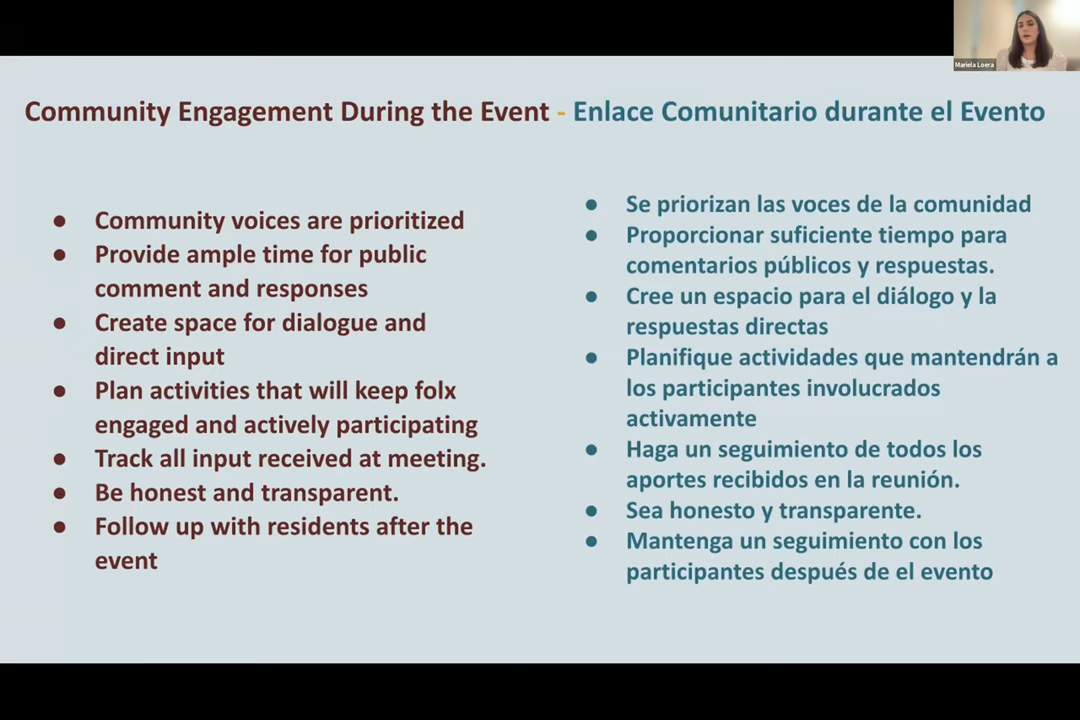 Mariela Loera
Community Engagement During the Event - Enlace Comunitario durante el Evento
● Community voices are prioritized
● Provide ample time for public
comment and responses
● Create space for dialogue and
direct input
● Plan activities that will keep folx
engaged and actively participating
● Track all input received at meeting.
● Be honest and transparent.
● Follow up with residents after the
event
● Se priorizan las voces de la comunidad
● Proporcionar suficiente tiempo para
comentarios públicos y respuestas.
● Cree un espacio para el diálogo y la
respuestas directas
● Planifique actividades que mantendrán a
los participantes involucrados
activamente
● Haga un seguimiento de todos los
aportes recibidos en la reunión.
● Sea honesto y transparente.
● Mantenga un seguimiento con los
participantes después de el evento